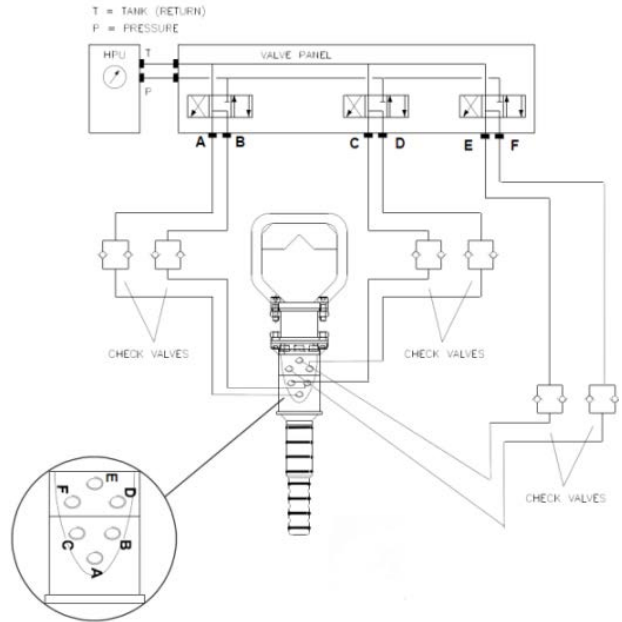 T = TANK (RETURN)
P = PRESSURE
HPU
T
P
VALVE PANEL
A
B
C
D
E
F
CHECK VALVES
CHECK VALVES
CHECK VALVES
E
F
D
C
B
A